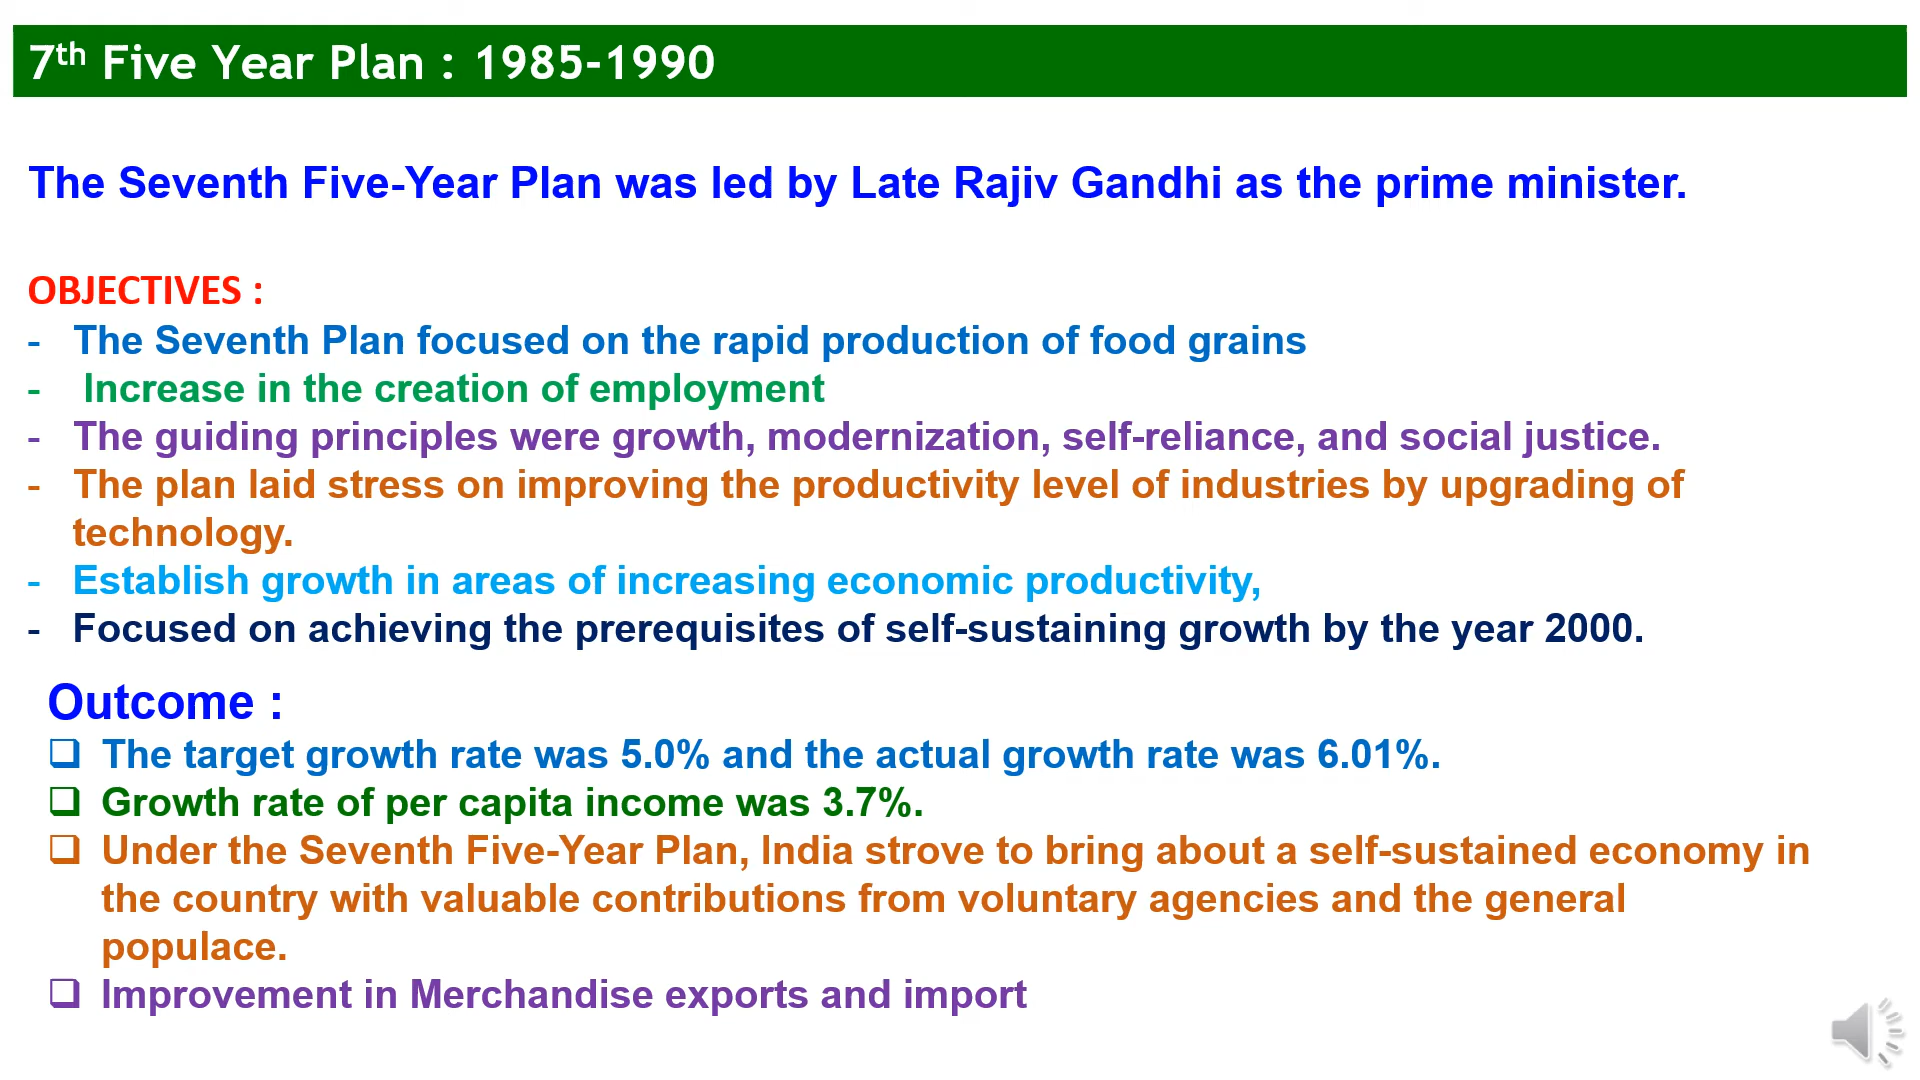 7th Five Year Plan : 1985-1990
The Seventh Five-Year Plan was led by Late Rajiv Gandhi as the prime minister.
OBJECTIVES :
- The Seventh Plan focused on the rapid production of food grains
- Increase in the creation of employment
- The guiding principles were growth, modernization, self-reliance, and social justice.
- The plan laid stress on improving the productivity level of industries by upgrading of
technology.
- Establish growth in areas of increasing economic productivity,
- Focused on achieving the prerequisites of self-sustaining growth by the year 2000.
Outcome :
❑ The target growth rate was 5.0% and the actual growth rate was 6.01%.
❑ Growth rate of per capita income was 3.7%.
❑ Under the Seventh Five-Year Plan, India strove to bring about a self-sustained economy in
the country with valuable contributions from voluntary agencies and the general
populace.
❑ Improvement in Merchandise exports and import